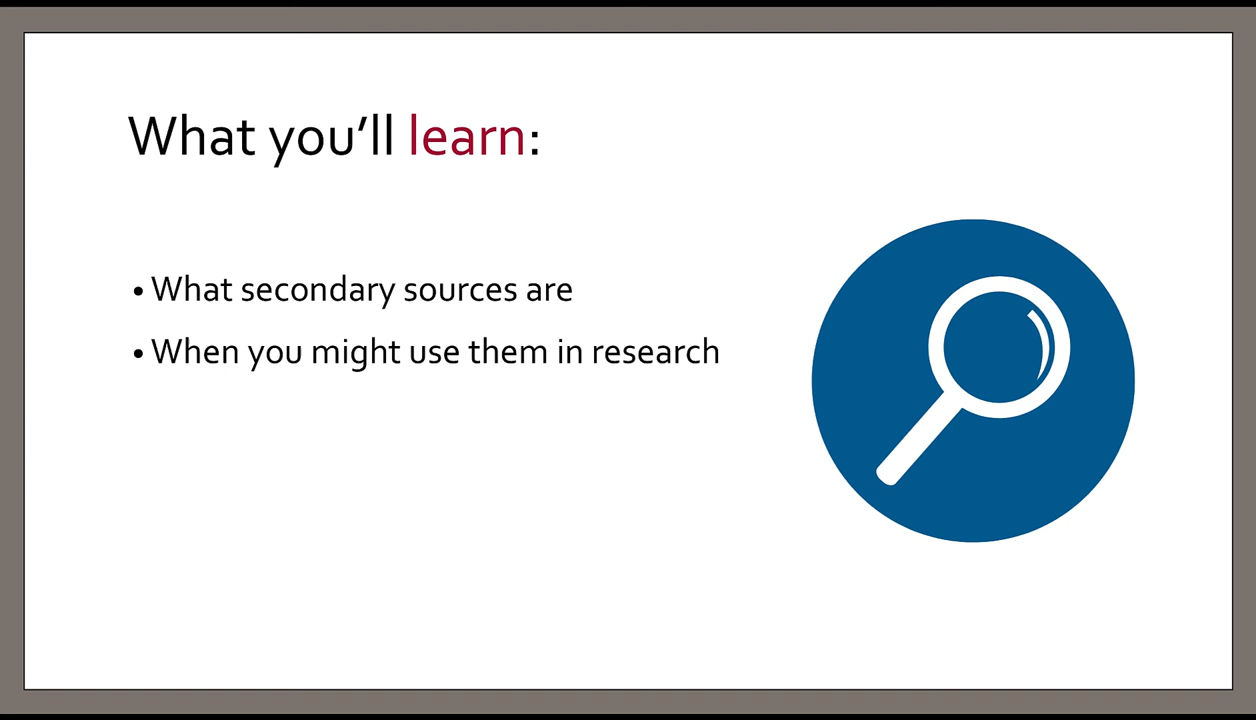 What you’ll learn:
• What secondary sources are
• When you might use them in research